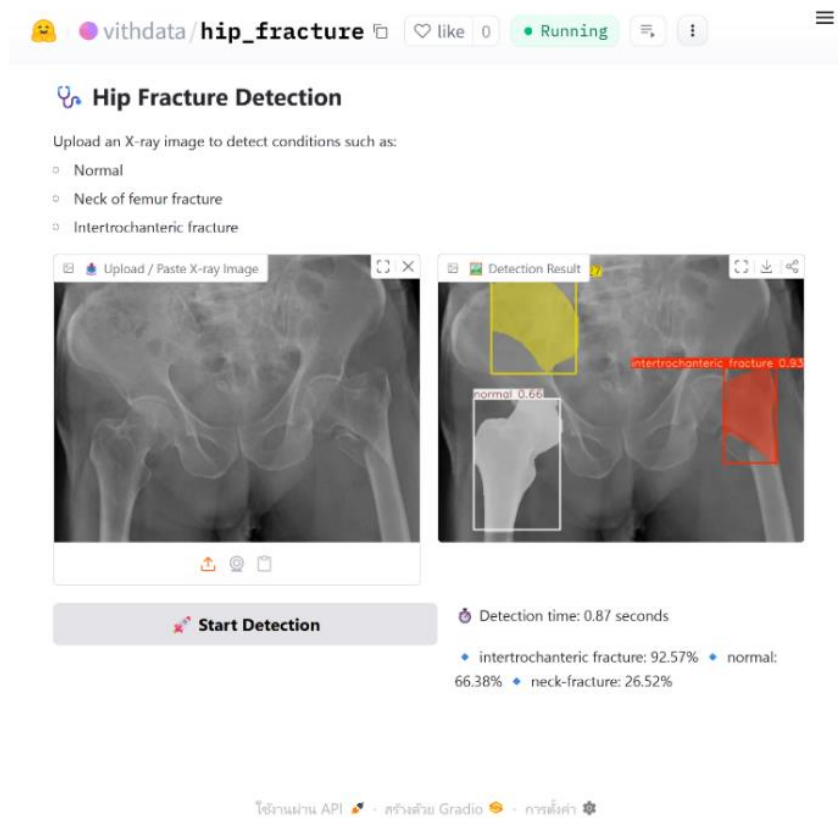 vithdata/hip_fracture like 0 Running
Hip Fracture Detection
Upload an X-ray image to detect conditions such as:
Normal
Neck of femur fracture
Intertrochanteric fracture
Upload / Paste X-ray Image
Detection Result
intertrochanteric fracture 0.93
normal 0.66
Start Detection
Detection time: 0.87 seconds
intertrochanteric fracture: 92.57% normal:
66.38% neck-fracture: 26.52%
ใช้งานผ่าน API · สร้างด้วย Gradio · การตั้งค่า